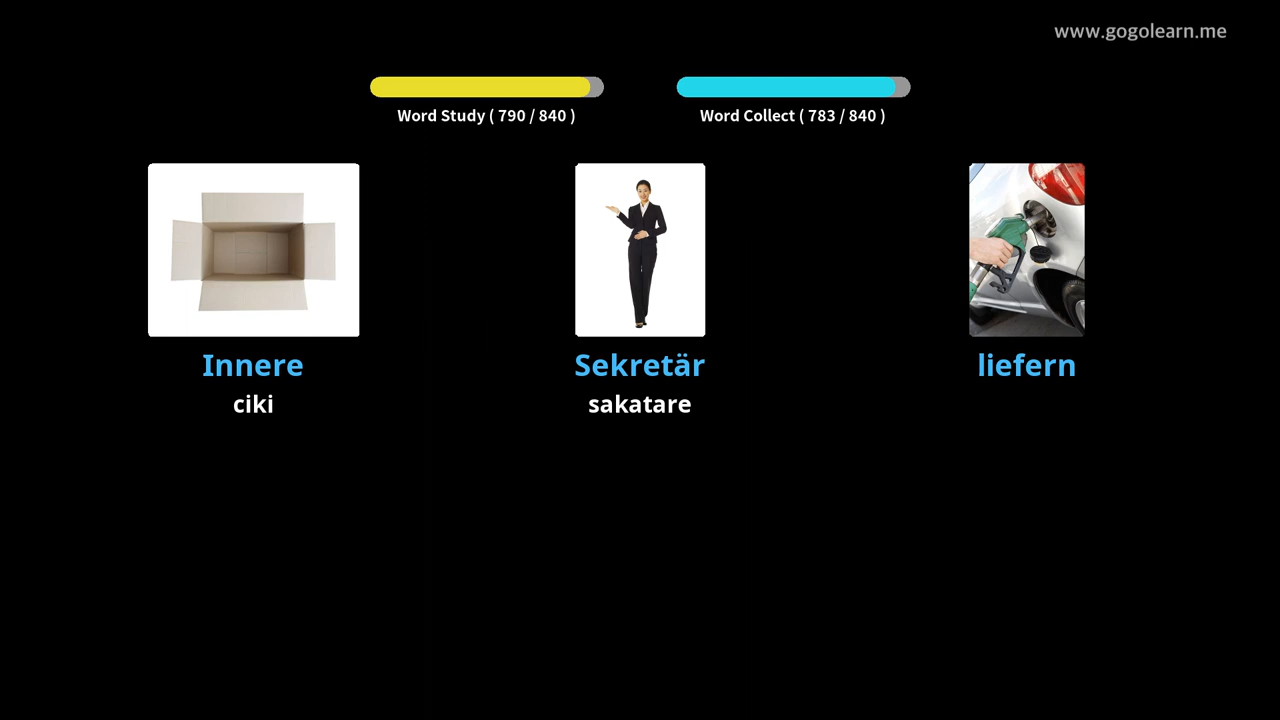 www.gogolearn.me
Word Study ( 790 / 840 )
Word Collect ( 783 / 840 )
Innere
ciki
Sekretär
sakatare
liefern